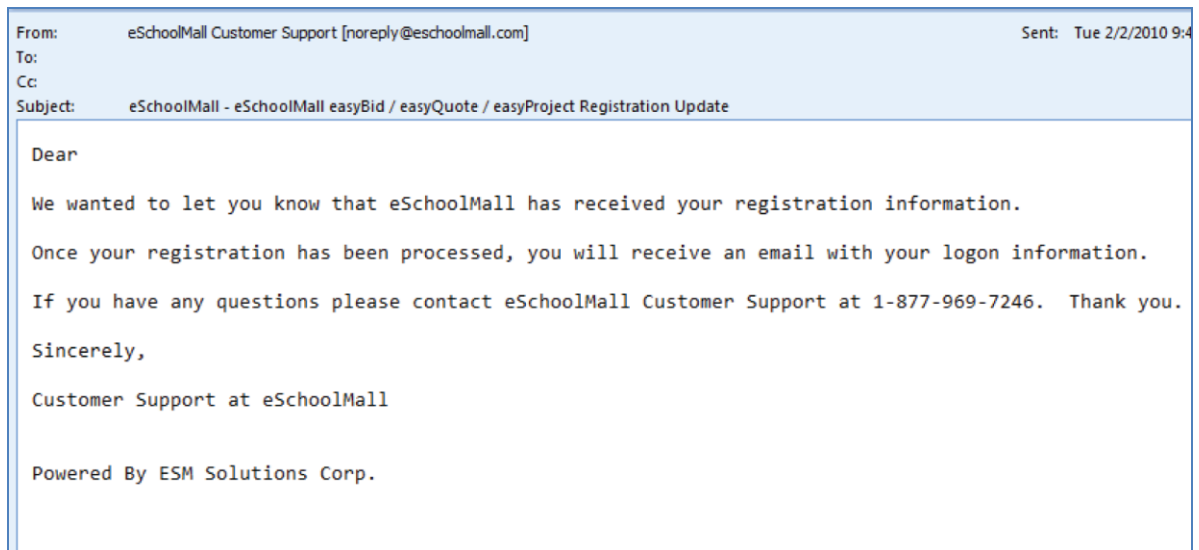 From: eSchoolMall Customer Support [noreply@eschoolmall.com] Sent: Tue 2/2/2010 9:4
To:
Cc:
Subject: eSchoolMall - eSchoolMall easyBid / easyQuote / easyProject Registration Update
Dear
We wanted to let you know that eSchoolMall has received your registration information.
Once your registration has been processed, you will receive an email with your logon information.
If you have any questions please contact eSchoolMall Customer Support at 1-877-969-7246.  Thank you.
Sincerely,
Customer Support at eSchoolMall
Powered By ESM Solutions Corp.